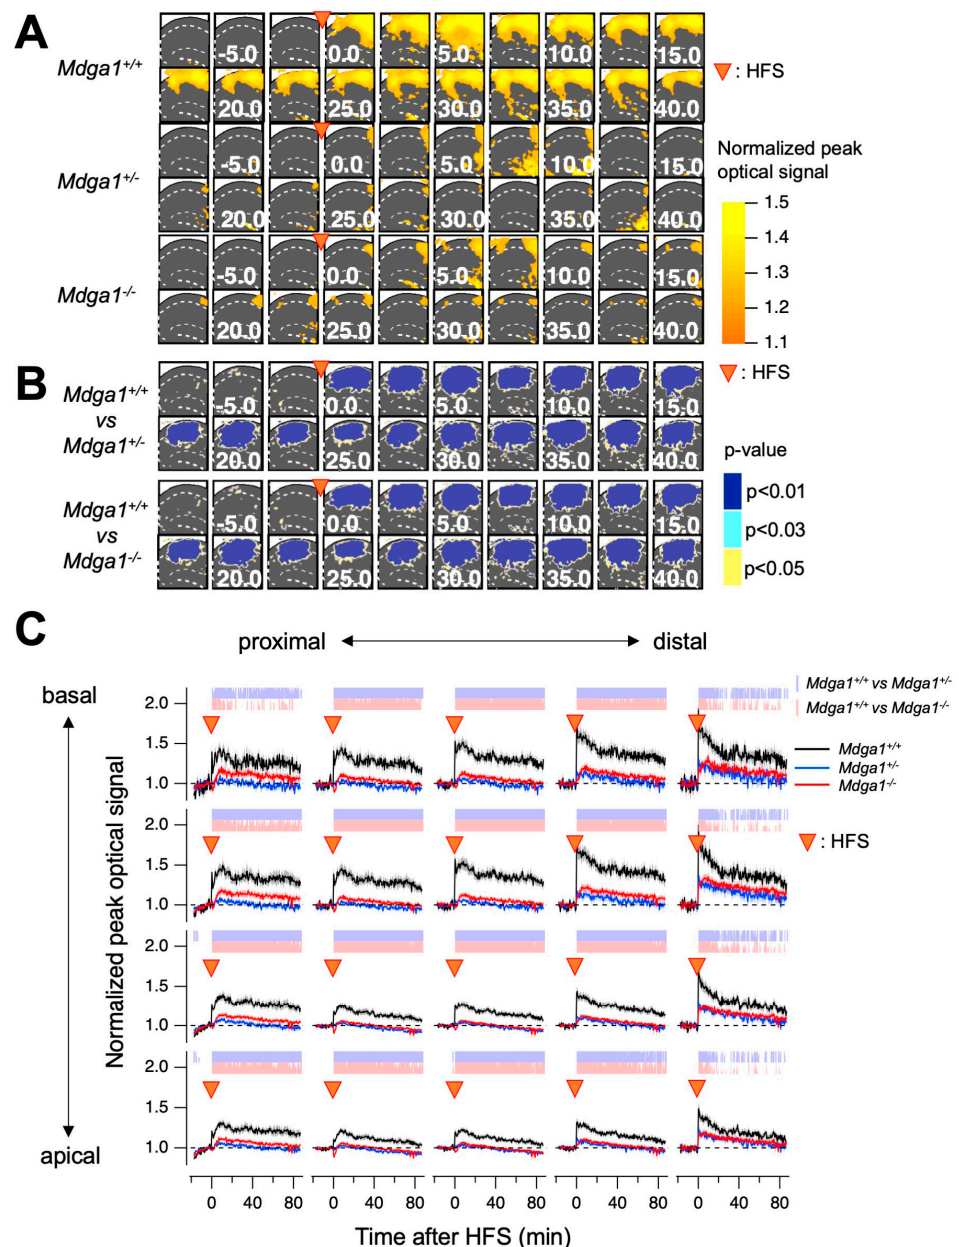 A
Mdga1+/+
-5.0 0.0 5.0 10.0 15.0
20.0 25.0 30.0 35.0 40.0
: HFS
Mdga1+/-
-5.0 0.0 5.0 10.0 15.0
20.0 25.0 30.0 35.0 40.0
Normalized peak
optical signal
1.5
1.4
1.3
1.2
1.1
Mdga1-/-
-5.0 0.0 5.0 10.0 15.0
20.0 25.0 30.0 35.0 40.0
B
Mdga1+/+
vs
Mdga1+/-
-5.0 0.0 5.0 10.0 15.0
20.0 25.0 30.0 35.0 40.0
: HFS
Mdga1+/+
vs
Mdga1-/-
-5.0 0.0 5.0 10.0 15.0
20.0 25.0 30.0 35.0 40.0
p-value
p<0.01
p<0.03
p<0.05
C
proximal distal
basal
apical
Normalized peak optical signal
2.0
1.5
1.0
2.0
1.5
1.0
2.0
1.5
1.0
2.0
1.5
1.0
Mdga1+/+ vs Mdga1+/-
Mdga1+/+ vs Mdga1-/-
Mdga1+/+
Mdga1+/-
Mdga1-/-
: HFS
0 40 80 0 40 80 0 40 80 0 40 80 0 40 80
Time after HFS (min)